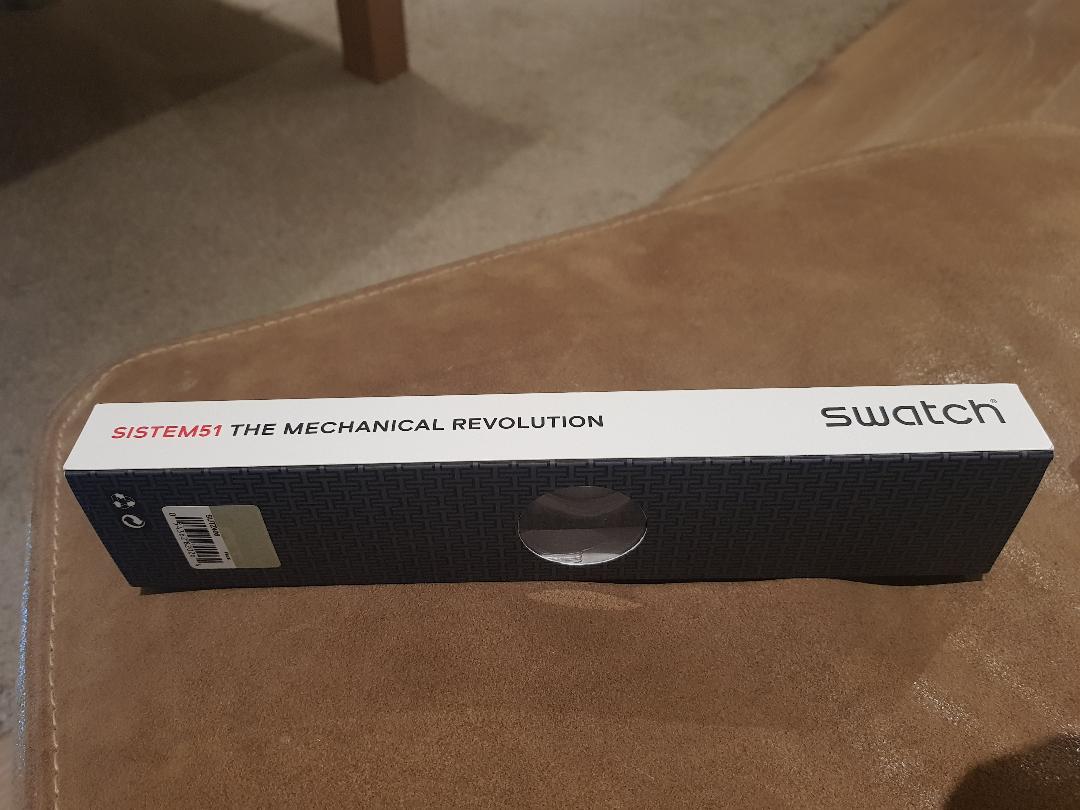 SISTEM51 THE MECHANICAL REVOLUTION
swatch®